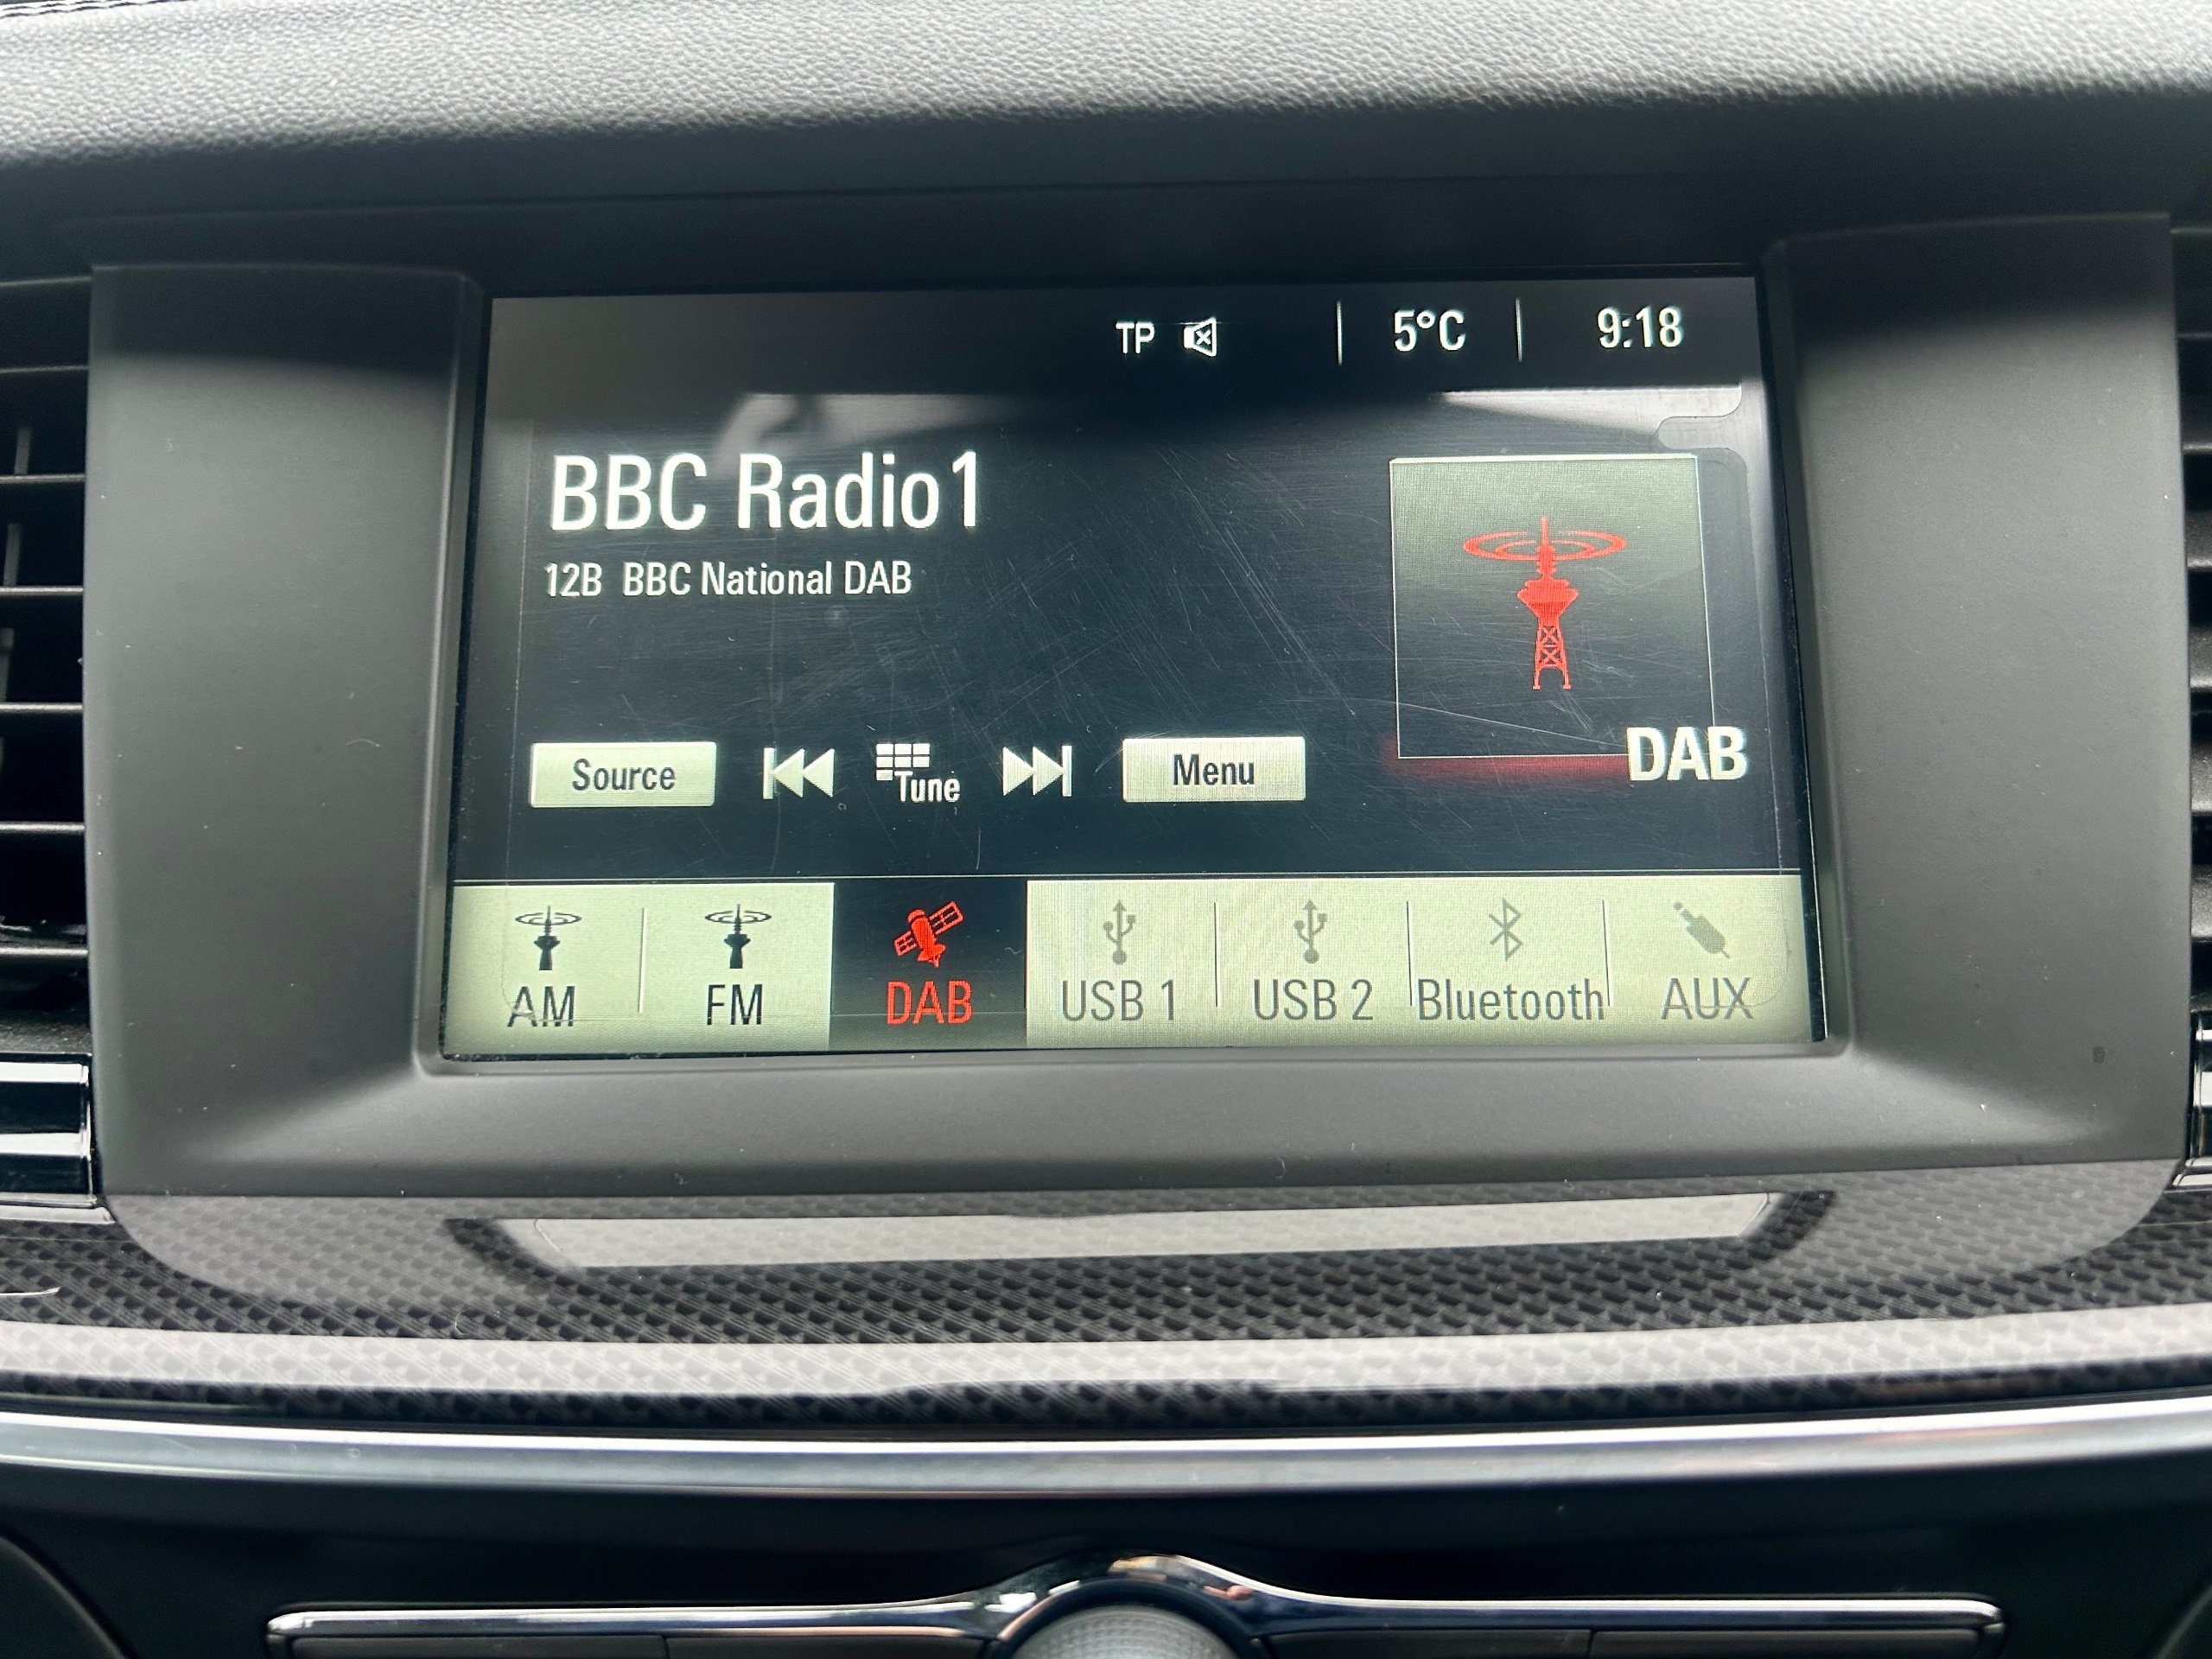 TP 5°C 9:18
BBC Radio1
12B BBC National DAB
Source Tune Menu
DAB
AM FM DAB USB 1 USB 2 Bluetooth AUX